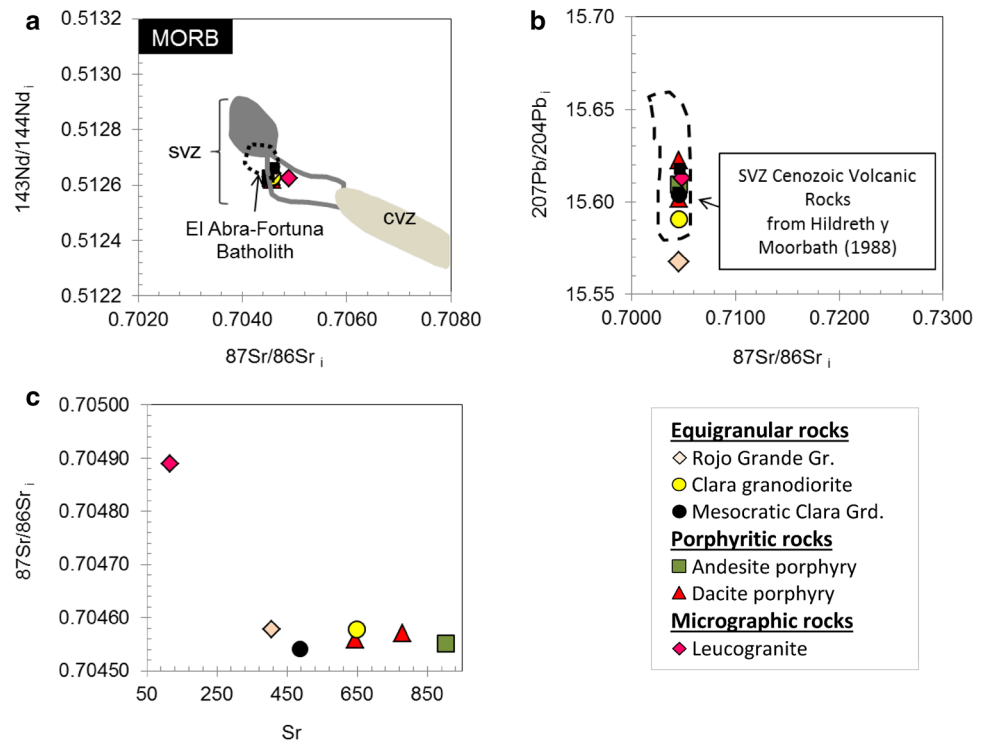 a
MORB
143Nd/144Nd i
0.5132
0.5130
0.5128
0.5126
0.5124
0.5122
SVZ
El Abra-Fortuna
Batholith
CVZ
0.7020
0.7040
0.7060
0.7080
87Sr/86Sr i
b
207Pb/204Pb i
15.70
15.65
15.60
15.55
SVZ Cenozoic Volcanic
Rocks
from Hildreth y
Moorbath (1988)
0.7000
0.7100
0.7200
0.7300
87Sr/86Sr i
c
87Sr/86Sr i
0.70500
0.70490
0.70480
0.70470
0.70460
0.70450
50
250
450
650
850
Sr
Equigranular rocks
Rojo Grande Gr.
Clara granodiorite
Mesocratic Clara Grd.
Porphyritic rocks
Andesite porphyry
Dacite porphyry
Micrographic rocks
Leucogranite